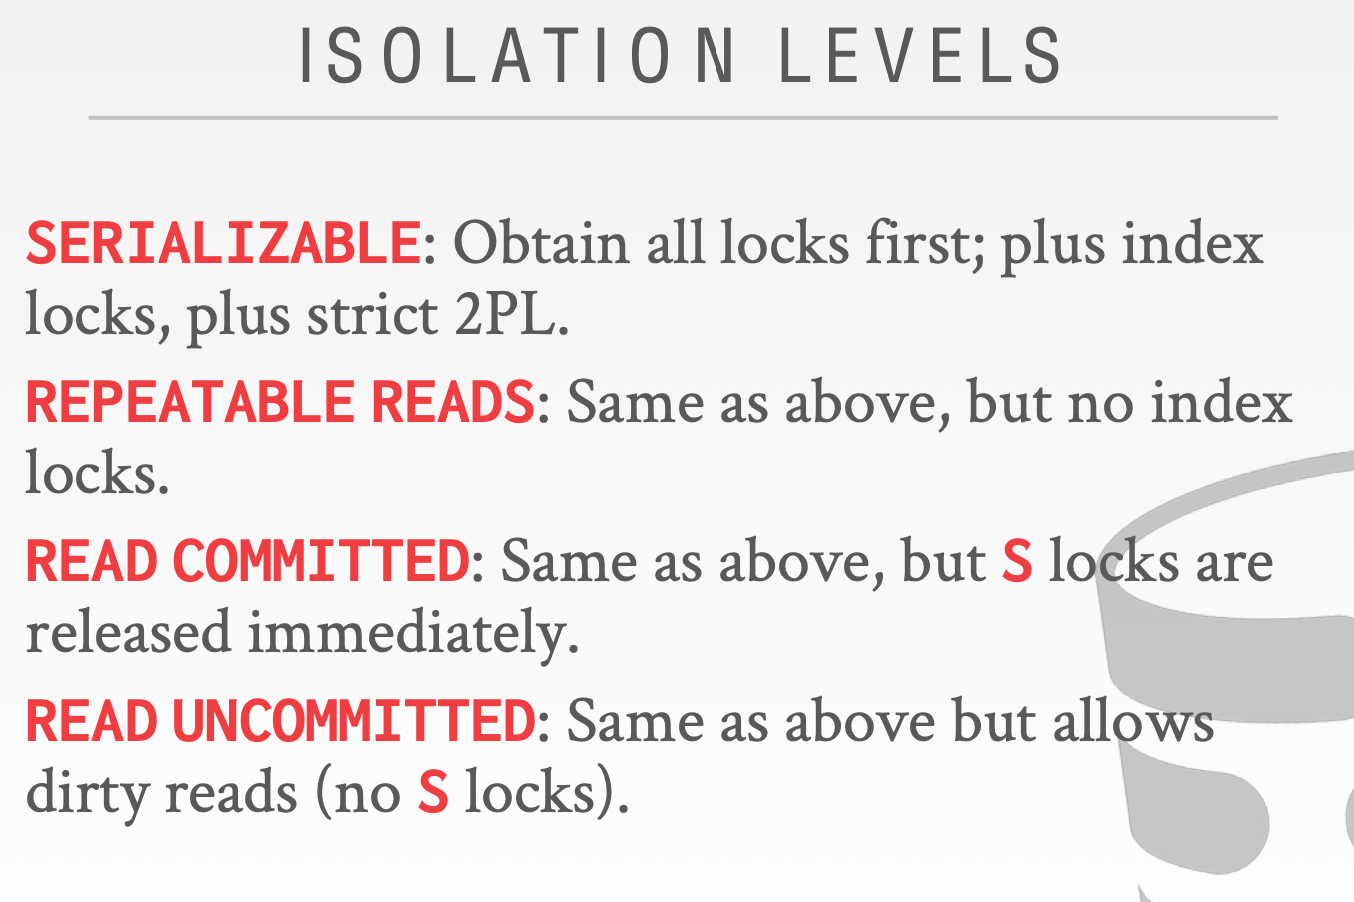 ISOLATION LEVELS
SERIALIZABLE: Obtain all locks first; plus index
locks, plus strict 2PL.
REPEATABLE READS: Same as above, but no index
locks.
READ COMMITTED: Same as above, but S locks are
released immediately.
READ UNCOMMITTED: Same as above but allows
dirty reads (no S locks).